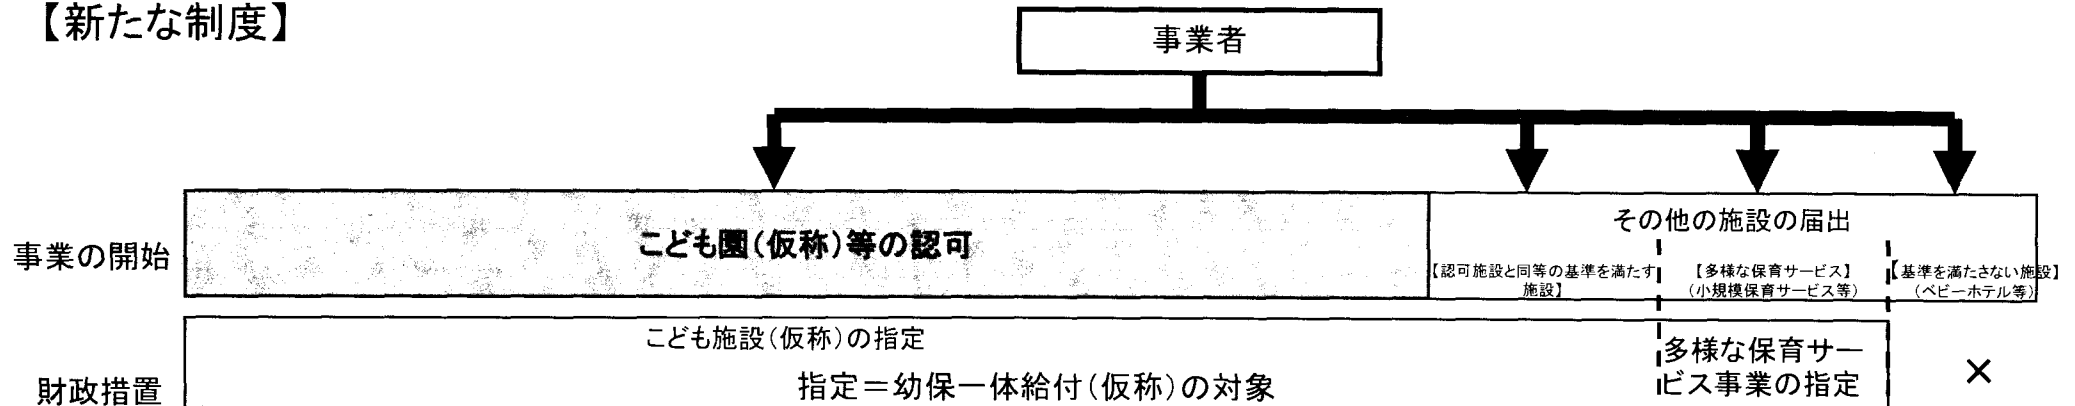 【新たな制度】
事業者
事業の開始
こども園(仮称)等の認可
その他の施設の届出
【認可施設と同等の基準を満たす
施設】
【多様な保育サービス】
(小規模保育サービス等)
【基準を満たさない施設】
(ベビーホテル等)
財政措置
こども施設(仮称)の指定
指定=幼保一体給付(仮称)の対象
多様な保育サー
ビス事業の指定
×